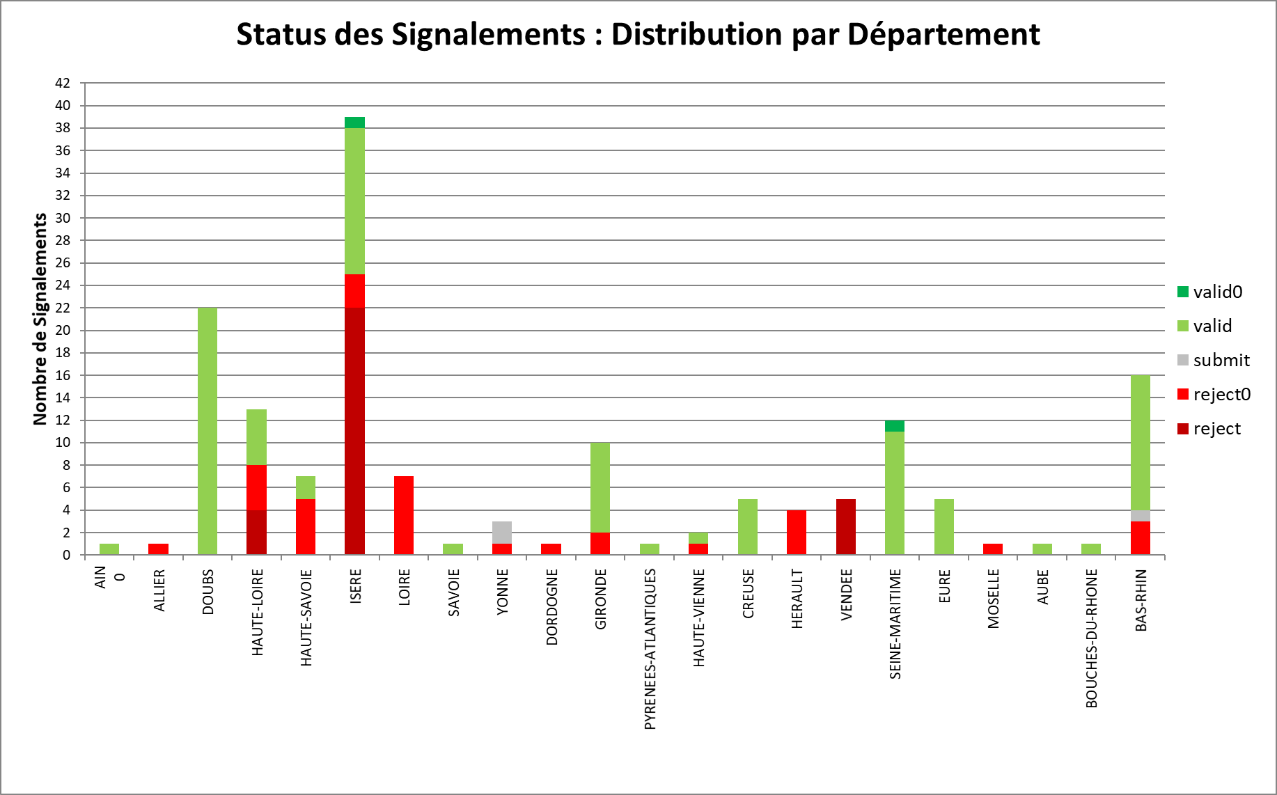 Status des Signalements : Distribution par Département
Nombre de Signalements
42
40
38
36
34
32
30
28
26
24
22
20
18
16
14
12
10
8
6
4
2
0
AIN
0
ALLIER
DOUBS
HAUTE-LOIRE
HAUTE-SAVOIE
ISERE
LOIRE
SAVOIE
YONNE
DORDOGNE
GIRONDE
PYRENEES-ATLANTIQUES
HAUTE-VIENNE
CREUSE
HERAULT
VENDEE
SEINE-MARITIME
EURE
MOSELLE
AUBE
BOUCHES-DU-RHONE
BAS-RHIN
valid0
valid
submit
reject0
reject